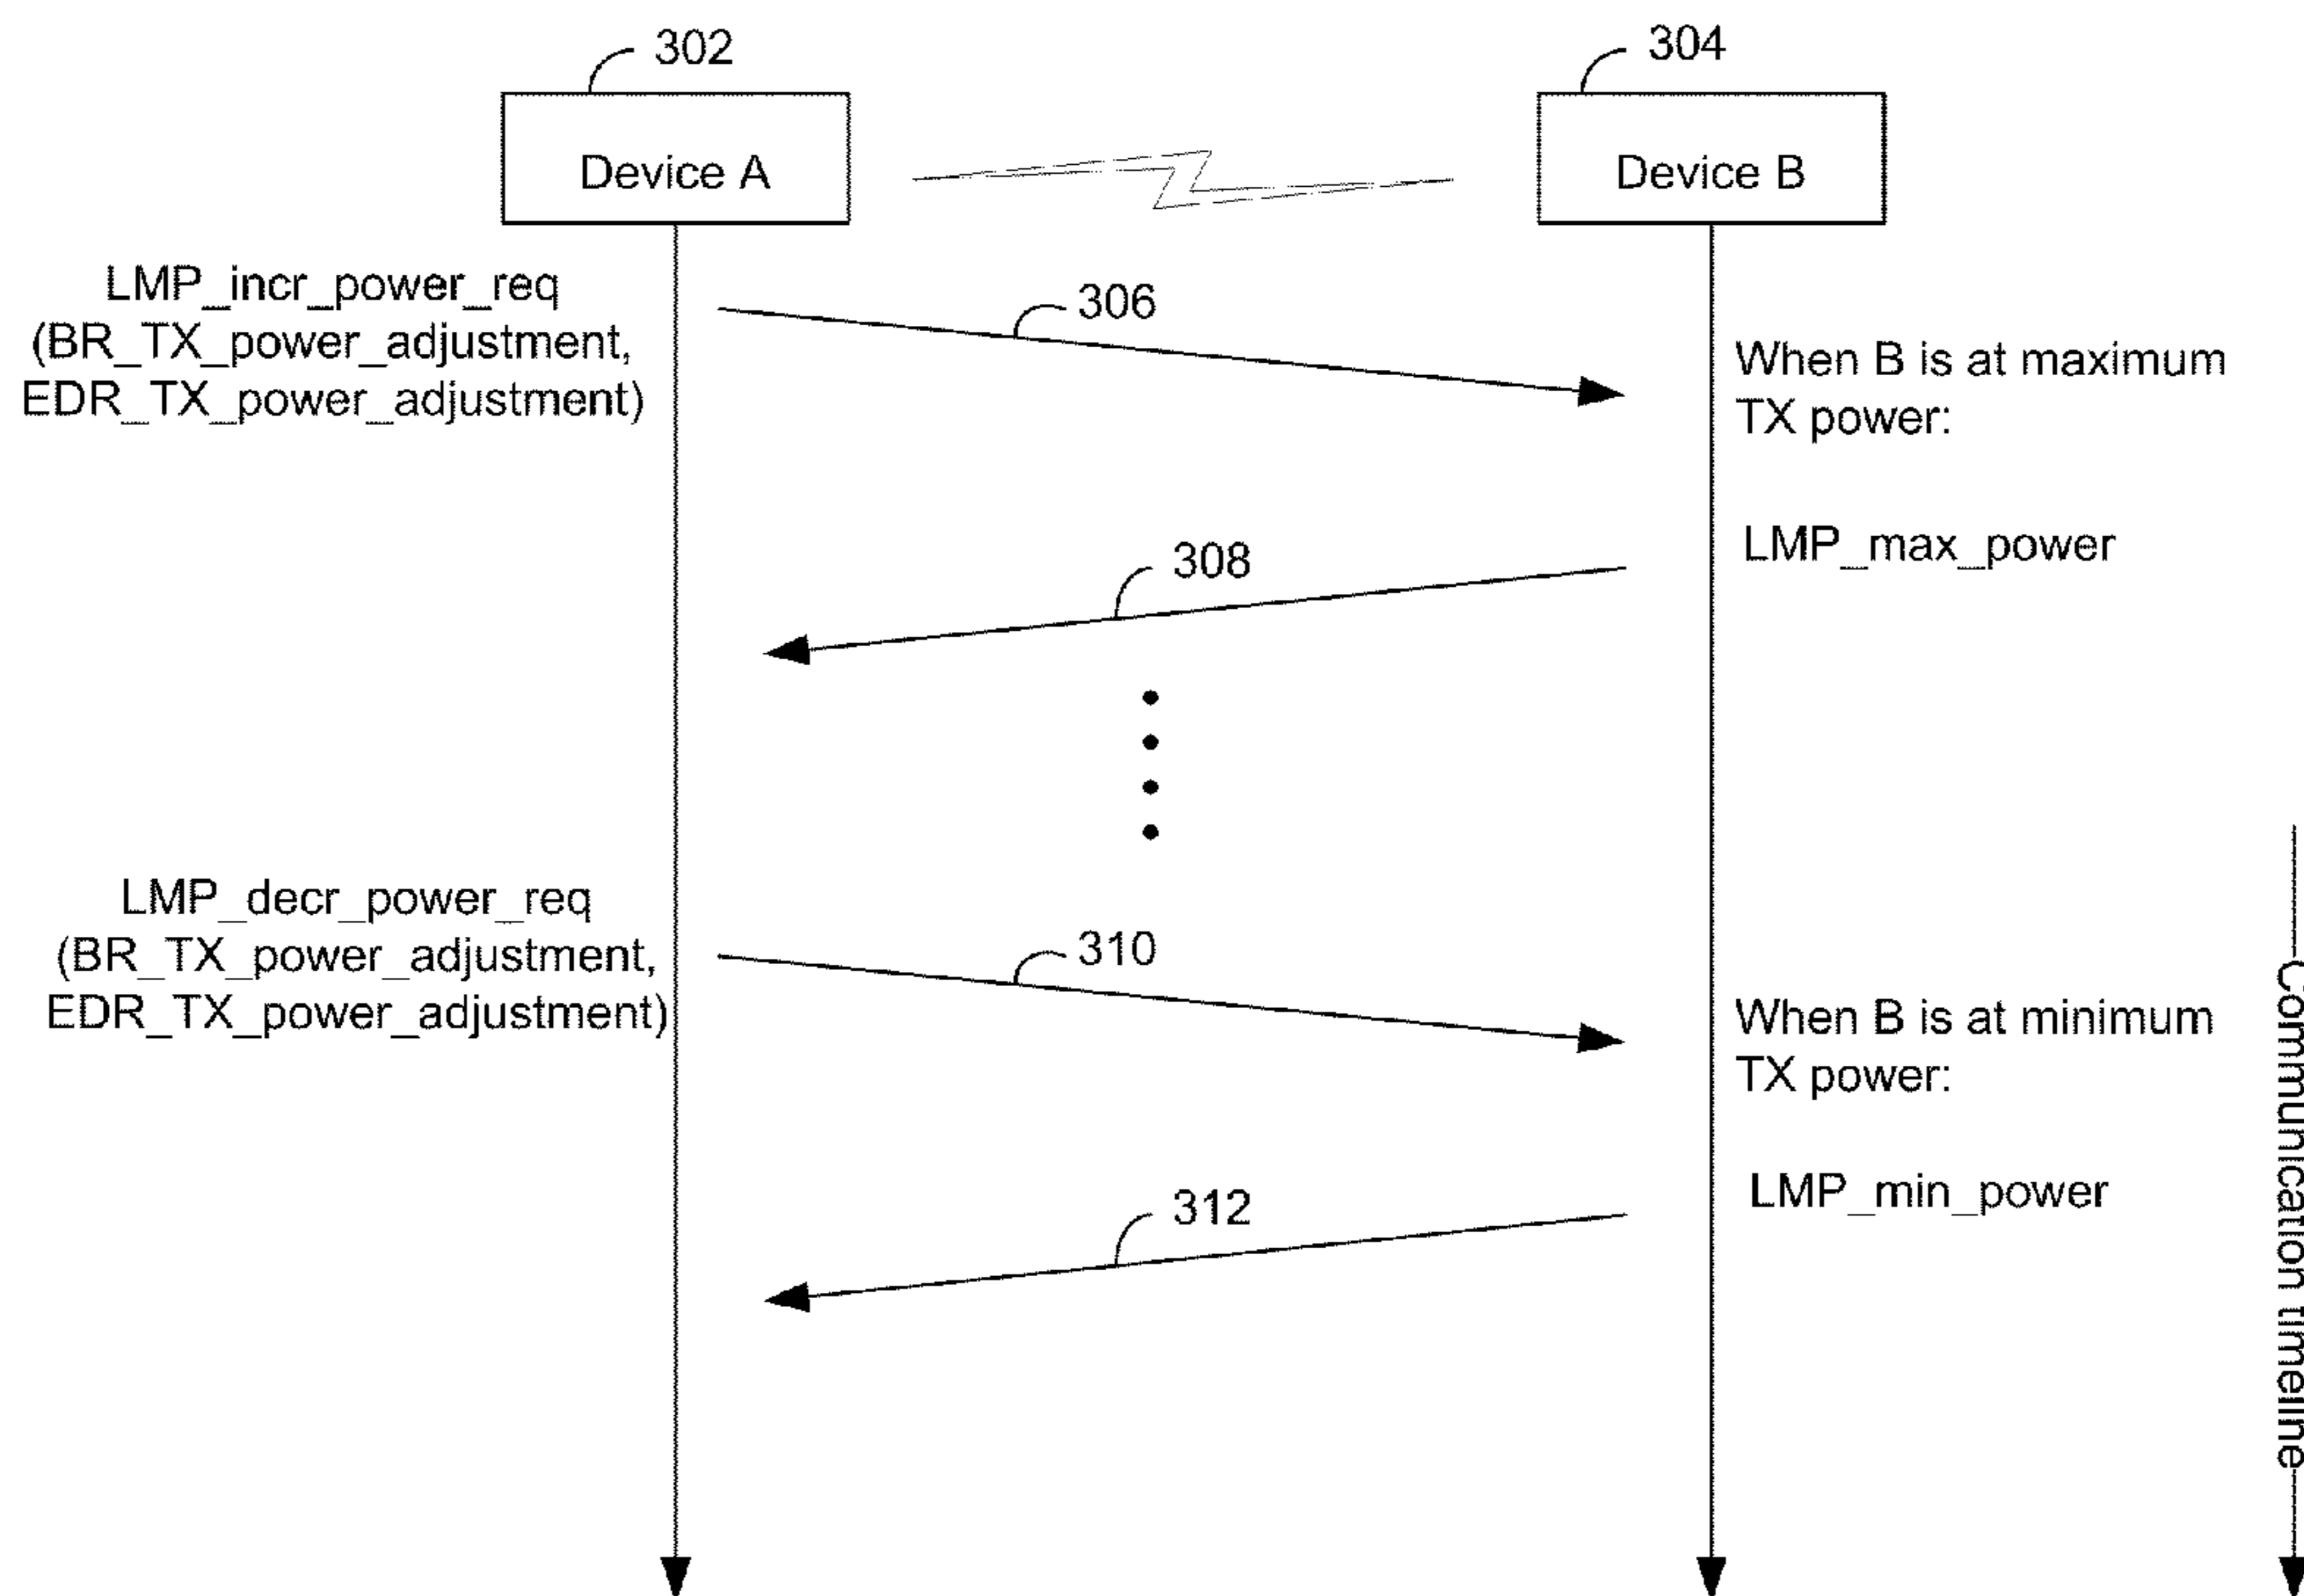 302
304
Device A
Device B
LMP_incr_power_req
(BR_TX_power_adjustment,
EDR_TX_power_adjustment)
306
When B is at maximum
TX power:
308
LMP_max_power
LMP_decr_power_req
(BR_TX_power_adjustment,
EDR_TX_power_adjustment)
310
When B is at minimum
TX power:
312
LMP_min_power
Communication timeline